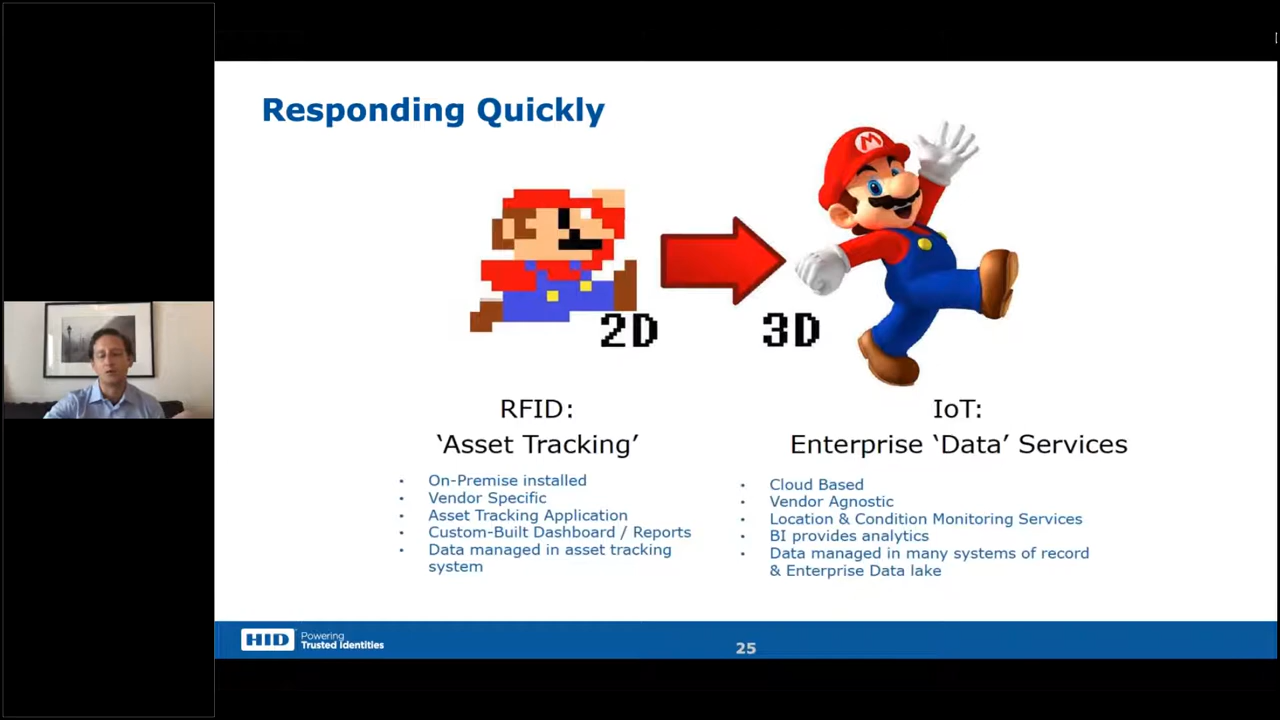 Responding Quickly
M
2D
3D
RFID:
‘Asset Tracking’
• On-Premise installed
• Vendor Specific
• Asset Tracking Application
• Custom-Built Dashboard / Reports
• Data managed in asset tracking
system
IoT:
Enterprise ‘Data’ Services
• Cloud Based
• Vendor Agnostic
• Location & Condition Monitoring Services
• BI provides analytics
• Data managed in many systems of record
& Enterprise Data lake
HID
Powering
Trusted Identities
25